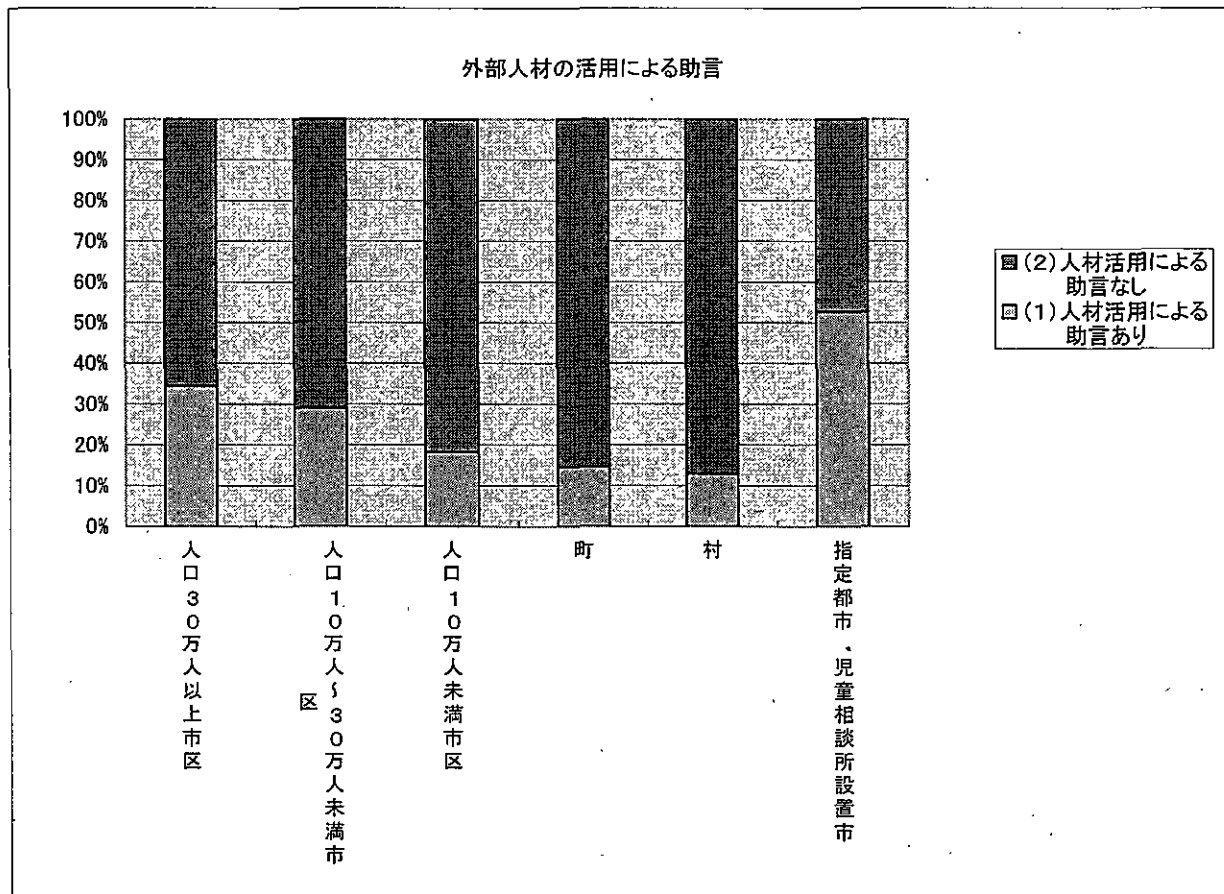 外部人材の活用による助言
100%
90%
80%
70%
60%
50%
40%
30%
20%
10%
0%
人口30万人以上市区
人口10万人~30万人未満市区
人口10万人未満市区
町
村
指定都市・児童相談所設置市
(2)人材活用による
助言なし
(1)人材活用による
助言あり